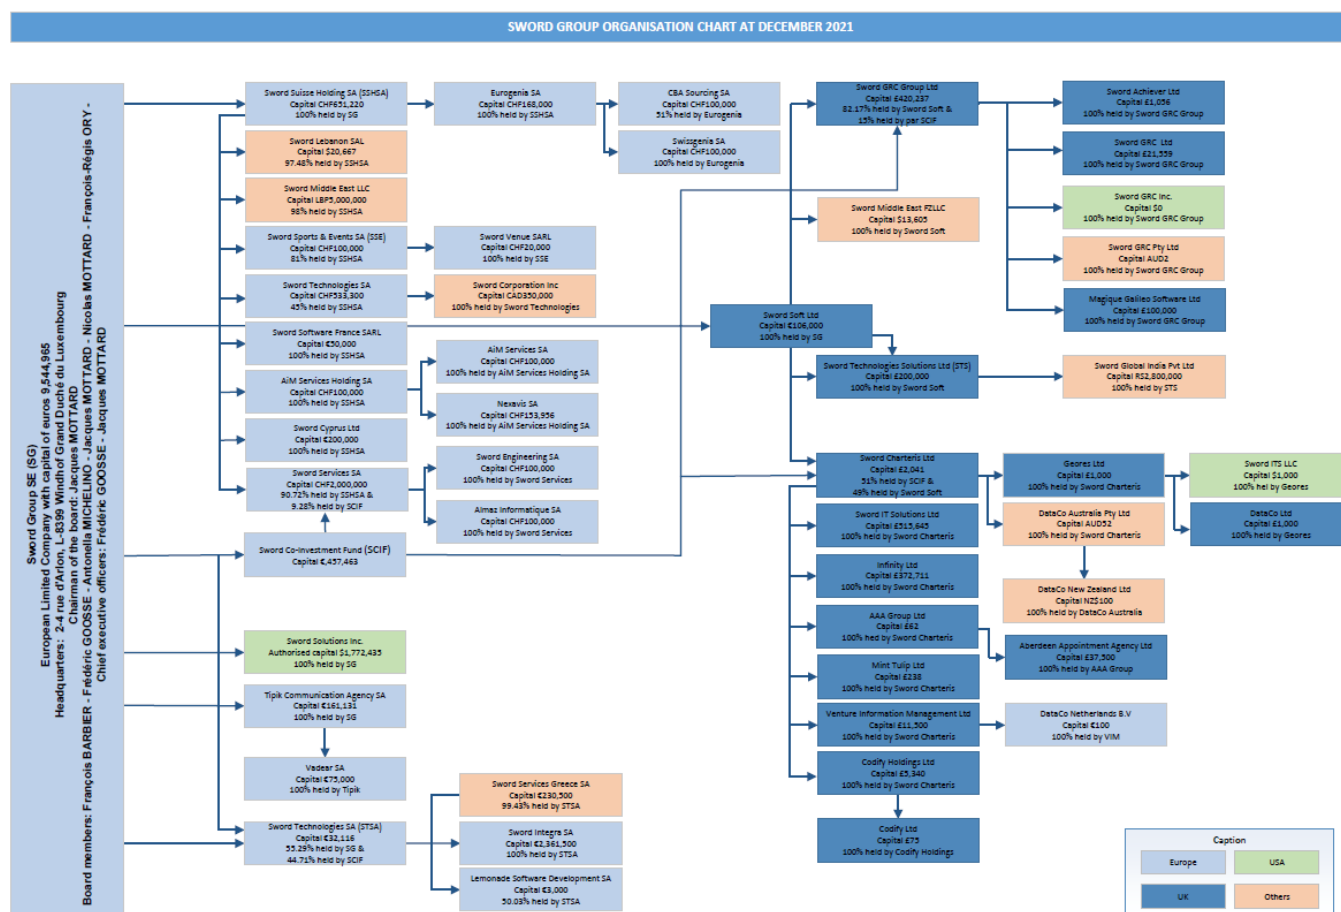 SWORD GROUP ORGANISATION CHART AT DECEMBER 2021
Sword Group SE (SG)
European Limited Company with capital of euros 9,544,965
Headquarters: 2-4 rue d'Arlon, L-8399 Windhof Grand Duché du Luxembourg
Chairman of the board: Jacques MOTTARD
Board members: François BARBIER - Frédéric GOOSSE - Antonella MICHELINO - Jacques MOTTARD - Nicolas MOTTARD - François-Régis ORY -
Chief executive officers: Frédéric GOOSSE - Jacques MOTTARD
Sword Suisse Holding SA (SSHSA)
Capital CHF651,220
100% held by SG
Sword Lebanon SAL
Capital $20,667
97.48% held by SSHSA
Sword Middle East LLC
Capital LBP5,000,000
98% held by SSHSA
Sword Sports & Events SA (SSE)
Capital CHF100,000
81% held by SSHSA
Sword Technologies SA
Capital CHF533,300
45% held by SSHSA
Sword Software France SARL
Capital €50,000
100% held by SSHSA
AiM Services Holding SA
Capital CHF100,000
100% held by SSHSA
Sword Cyprus Ltd
Capital €200,000
100% held by SSHSA
Sword Services SA
Capital CHF2,000,000
90.72% held by SSHSA &
9.28% held by SCIF
Sword Co-Investment Fund (SCIF)
Capital €,457,463
Sword Solutions Inc.
Authorised capital $1,772,435
100% held by SG
Tipik Communication Agency SA
Capital €161,131
100% held by SG
Vadear SA
Capital €75,000
100% held by Tipik
Sword Technologies SA (STSA)
Capital €32,116
55.29% held by SG &
44.71% held by SCIF
Eurogenia SA
Capital CHF168,000
100% held by SSHSA
Sword Venue SARL
Capital CHF20,000
100% held by SSE
Sword Corporation Inc
Capital CAD350,000
100% held by Sword Technologies
AiM Services SA
Capital CHF100,000
100% held by AiM Services Holding SA
Nexavis SA
Capital CHF153,956
100% held by AiM Services Holding SA
Sword Engineering SA
Capital CHF100,000
100% held by Sword Services
Almaz Informatique SA
Capital CHF100,000
100% held by Sword Services
Sword Services Greece SA
Capital €230,500
99.43% held by STSA
Sword Integra SA
Capital €2,361,500
100% held by STSA
Lemonade Software Development SA
Capital €3,000
50.03% held by STSA
CBA Sourcing SA
Capital CHF100,000
51% held by Eurogenia
Swissgenia SA
Capital CHF100,000
100% held by Eurogenia
Sword Soft Ltd
Capital €106,000
100% held by SG
Sword GRC Group Ltd
Capital £420,237
82.17% held by Sword Soft &
15% held by par SCIF
Sword Middle East FZLLC
Capital $13,605
100% held by Sword Soft
Sword Technologies Solutions Ltd (STS)
Capital £200,000
100% held by Sword Soft
Sword Charteris Ltd
Capital £2,041
51% held by SCIF &
49% held by Sword Soft
Sword IT Solutions Ltd
Capital £515,645
100% held by Sword Charteris
Infinity Ltd
Capital £372,711
100% held by Sword Charteris
AAA Group Ltd
Capital £62
100% hed by Sword Charteris
Mint Tulip Ltd
Capital £238
100% held by Sword Charteris
Venture Information Management Ltd
Capital £11,500
100% held by Sword Charteris
Codify Holdings Ltd
Capital £5,340
100% held by Sword Charteris
Codify Ltd
Capital £75
100% held by Codify Holdings
Sword Achiever Ltd
Capital £1,056
100% held by Sword GRC Group
Sword GRC Ltd
Capital £21,559
100% held by Sword GRC Group
Sword GRC Inc.
Capital $0
100% held by Sword GRC Group
Sword GRC Pty Ltd
Capital AUD2
100% held by Sword GRC Group
Magique Galileo Software Ltd
Capital £100,000
100% held by Sword GRC Group
Sword Global India Pvt Ltd
Capital RS2,800,000
100% held by STS
Geores Ltd
Capital £1,000
100% held by Sword Charteris
DataCo Australia Pty Ltd
Capital AUD52
100% held by Sword Charteris
DataCo New Zealand Ltd
Capital NZ$100
100% held by DataCo Australia
Aberdeen Appointment Agency Ltd
Capital £37,500
100% held by AAA Group
DataCo Netherlands B.V
Capital €100
100% held by VIM
Sword ITS LLC
Capital $1,000
100% hel by Geores
DataCo Ltd
Capital £1,000
100% held by Geores
Caption
Europe
USA
UK
Others